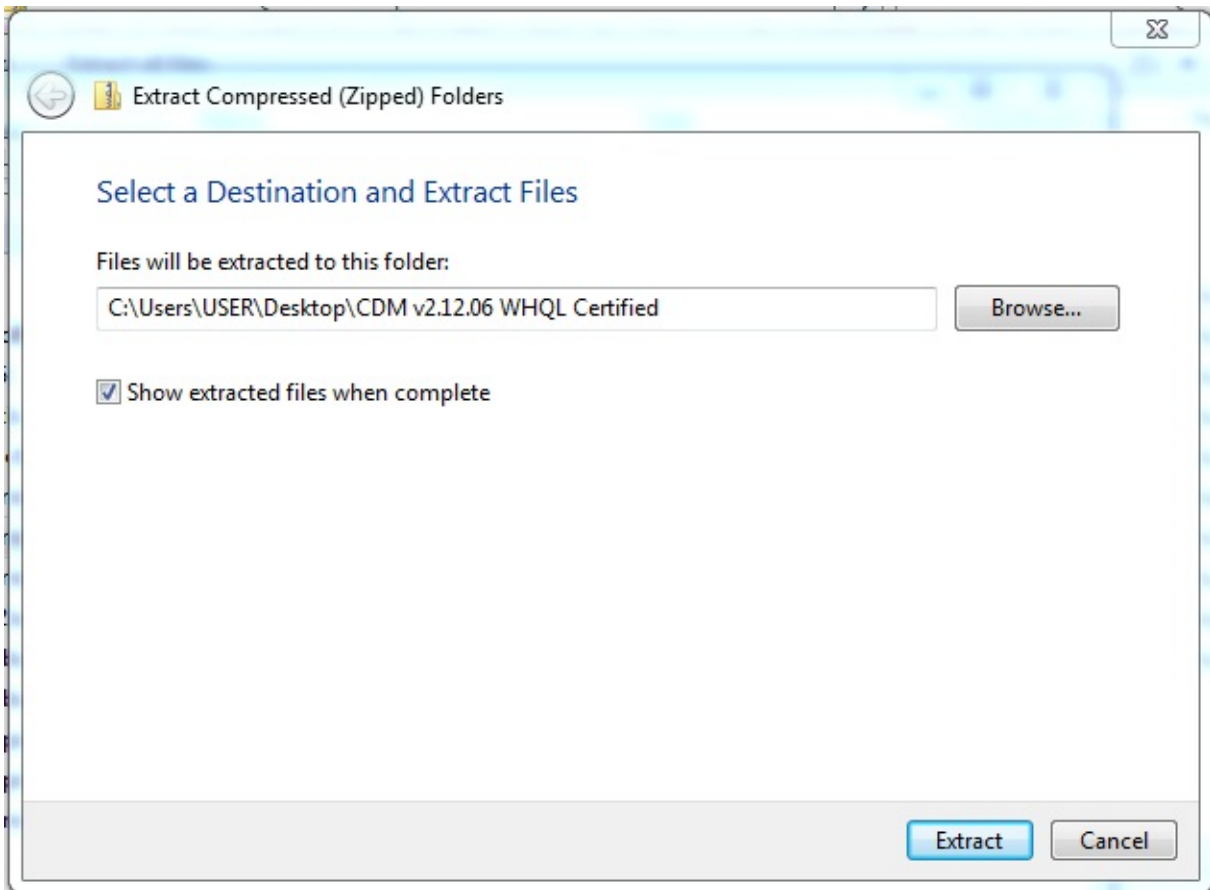 Extract Compressed (Zipped) Folders
Select a Destination and Extract Files
Files will be extracted to this folder:
C:\Users\USER\Desktop\CDM v2.12.06 WHQL Certified
Browse...
Show extracted files when complete
Extract
Cancel